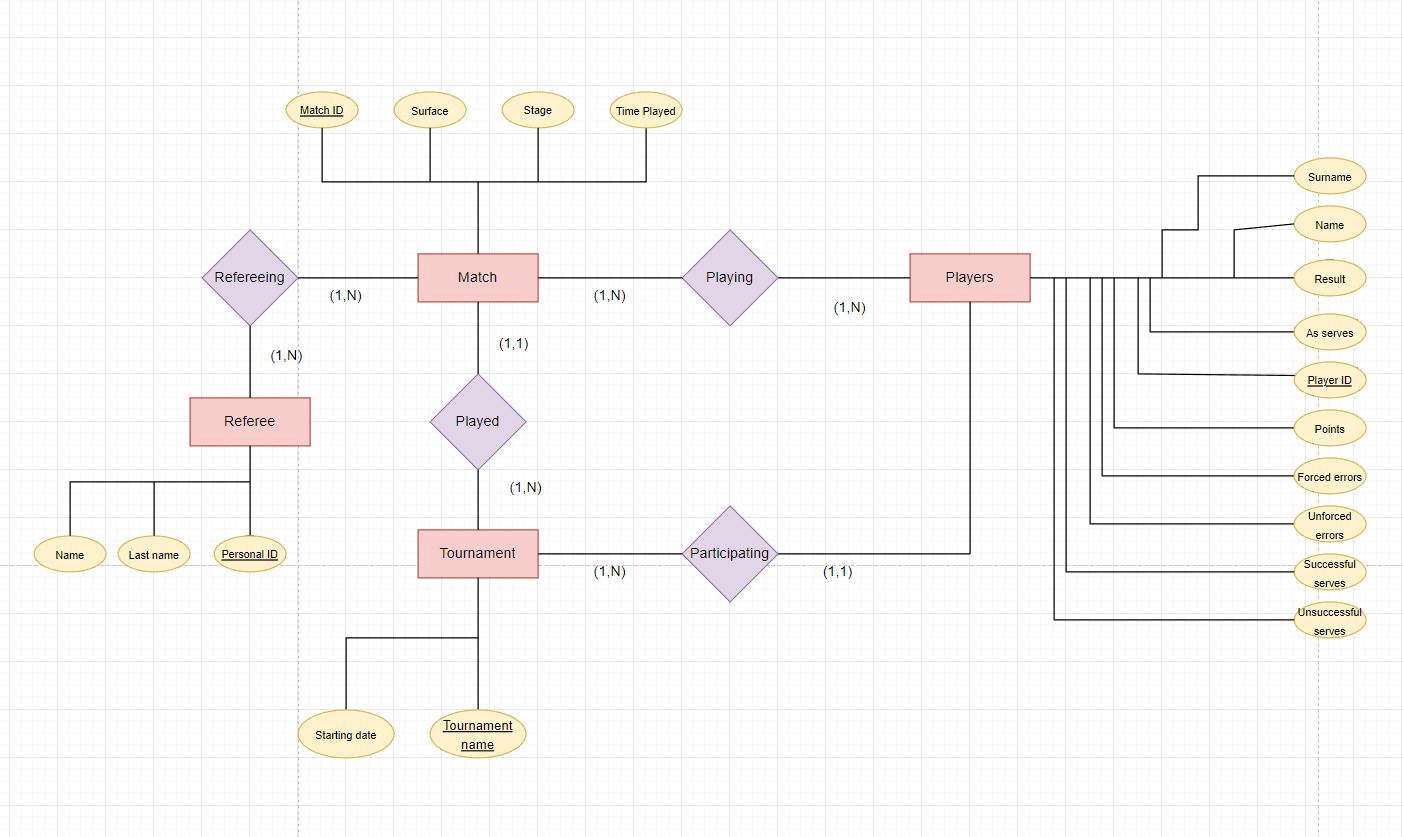 Match ID
Surface
Stage
Time Played
Surname
Name
Refereeing
Match
Playing
Players
Result
(1,N)
(1,N)
(1,N)
As serves
(1,1)
(1,N)
Player ID
Referee
Played
Points
Forced errors
(1,N)
Unforced
errors
Name
Last name
Personal ID
Tournament
Participating
(1,N)
(1,1)
Successful
serves
Unsuccessful
serves
Starting date
Tournament
name